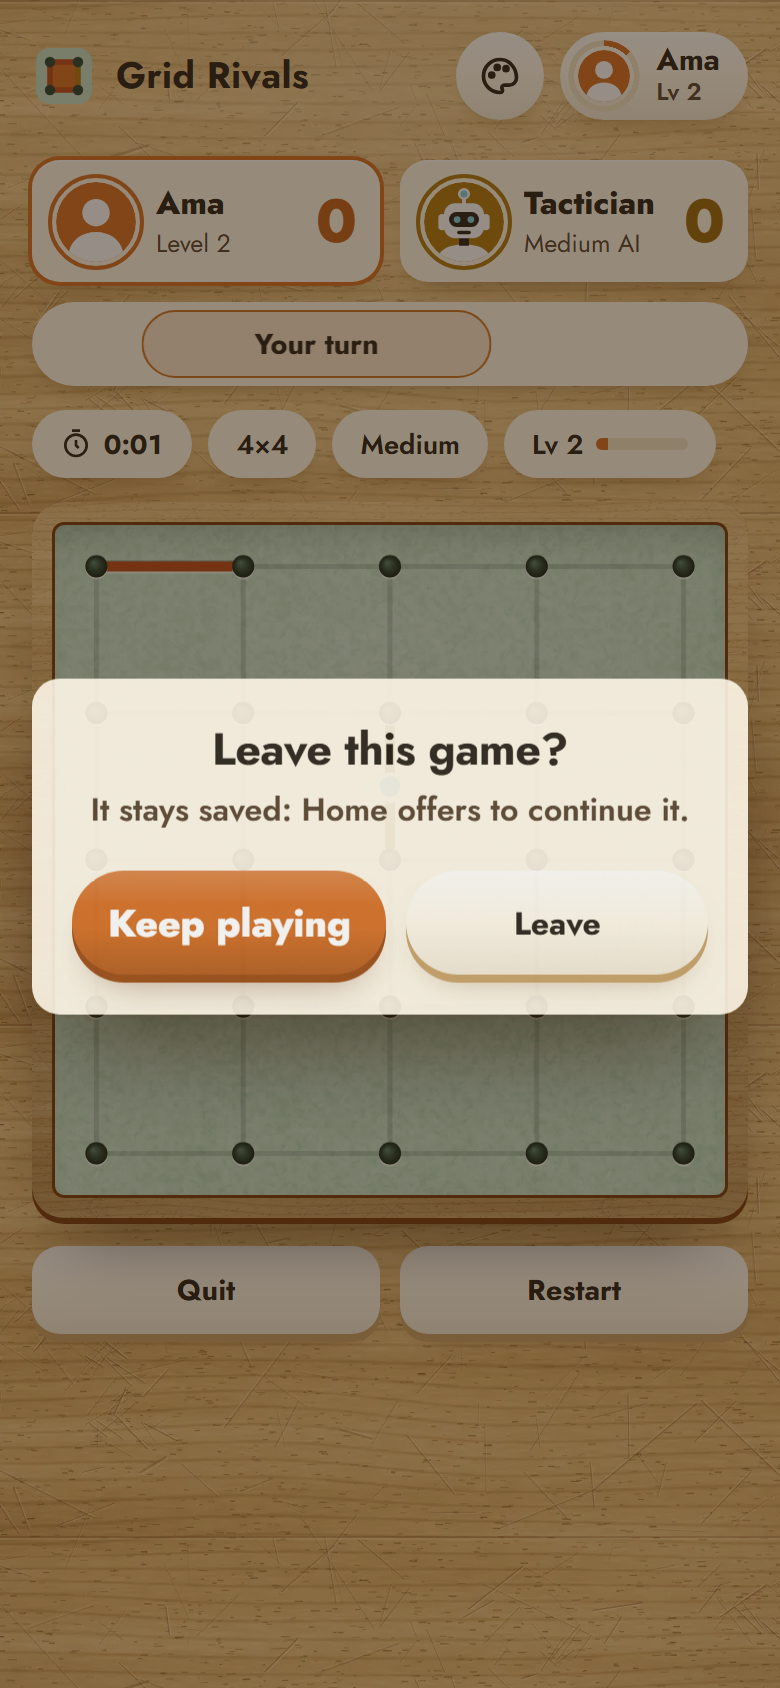 Grid Rivals
Ama
Lv 2
Ama
Level 2
0
Tactician
Medium AI
0
Your turn
0:01
4×4
Medium
Lv 2
Leave this game?
It stays saved: Home offers to continue it.
Keep playing
Leave
Quit
Restart